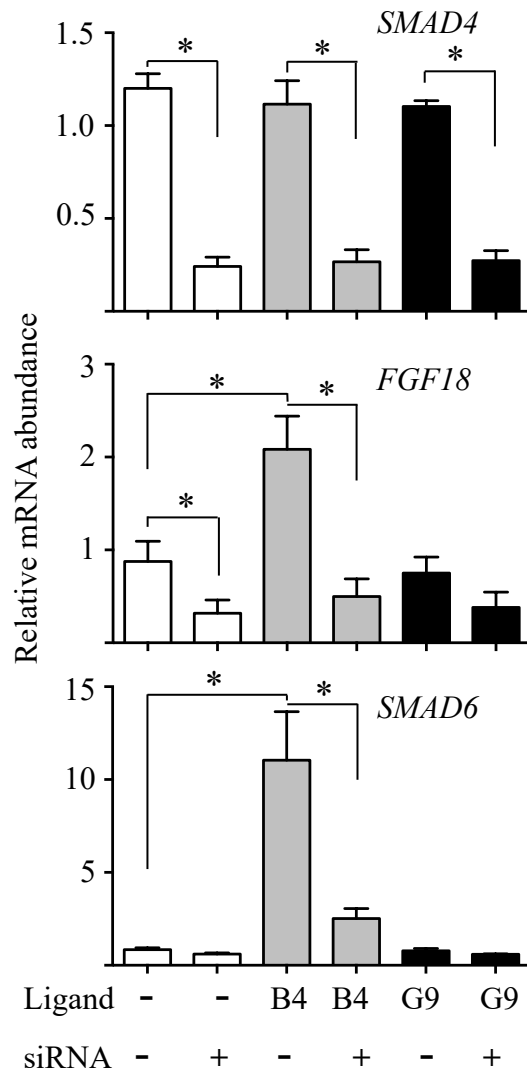 SMAD4
1.5
* * *
1.0
0.5
Relative mRNA abundance
FGF18
3
* *
2
*
1
SMAD6
15
* *
10
5
Ligand - - B4 B4 G9 G9
siRNA - + - + - +